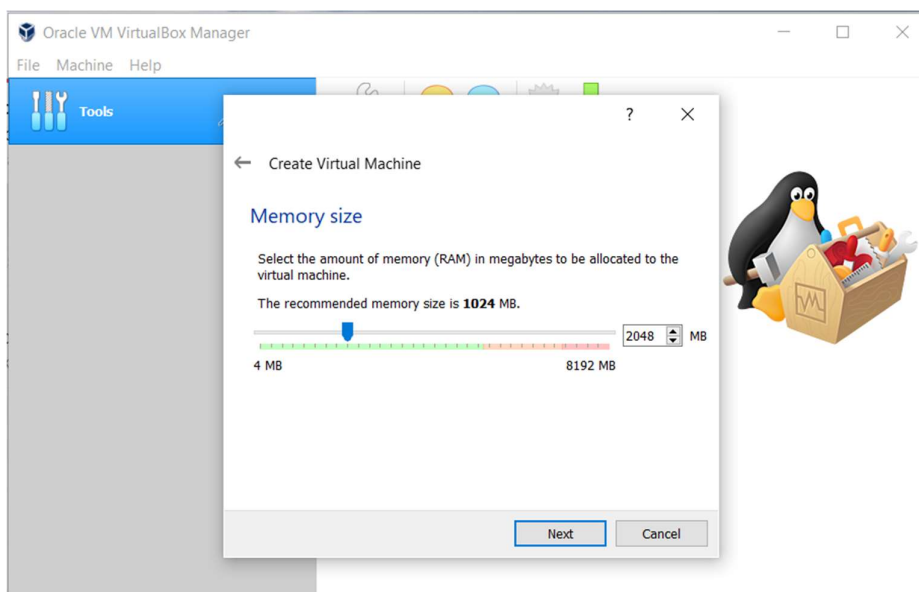 Oracle VM VirtualBox Manager
File Machine Help
Tools
?
Create Virtual Machine
Memory size
Select the amount of memory (RAM) in megabytes to be allocated to the
virtual machine.
The recommended memory size is 1024 MB.
2048 MB
4 MB 8192 MB
Next Cancel